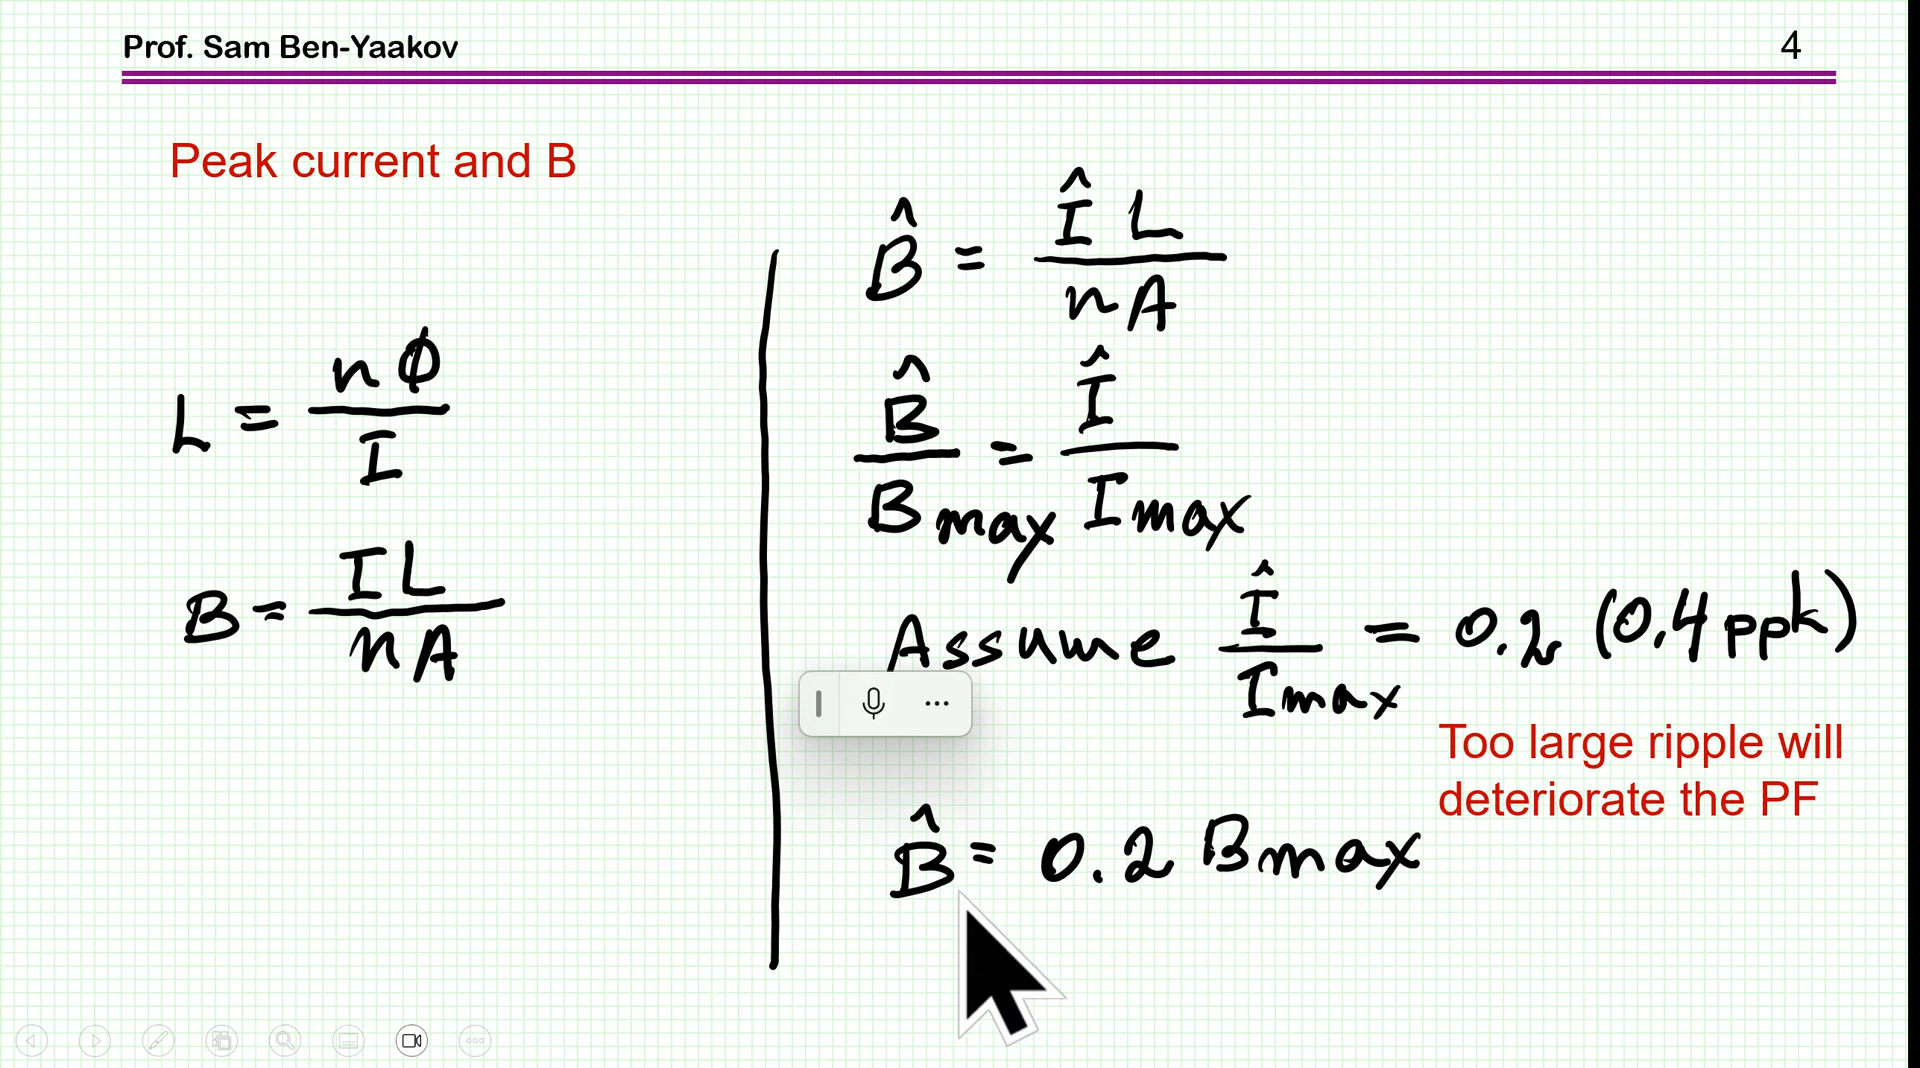 Prof. Sam Ben-Yaakov 4
Peak current and B
L = nΦ / I
B = IL / nA
B̂ = Î L / nA
B̂ / Bmax = Î / Imax
Assume Î / Imax = 0.2 (0.4 ppk)
Too large ripple will
deteriorate the PF
B̂ = 0.2 Bmax